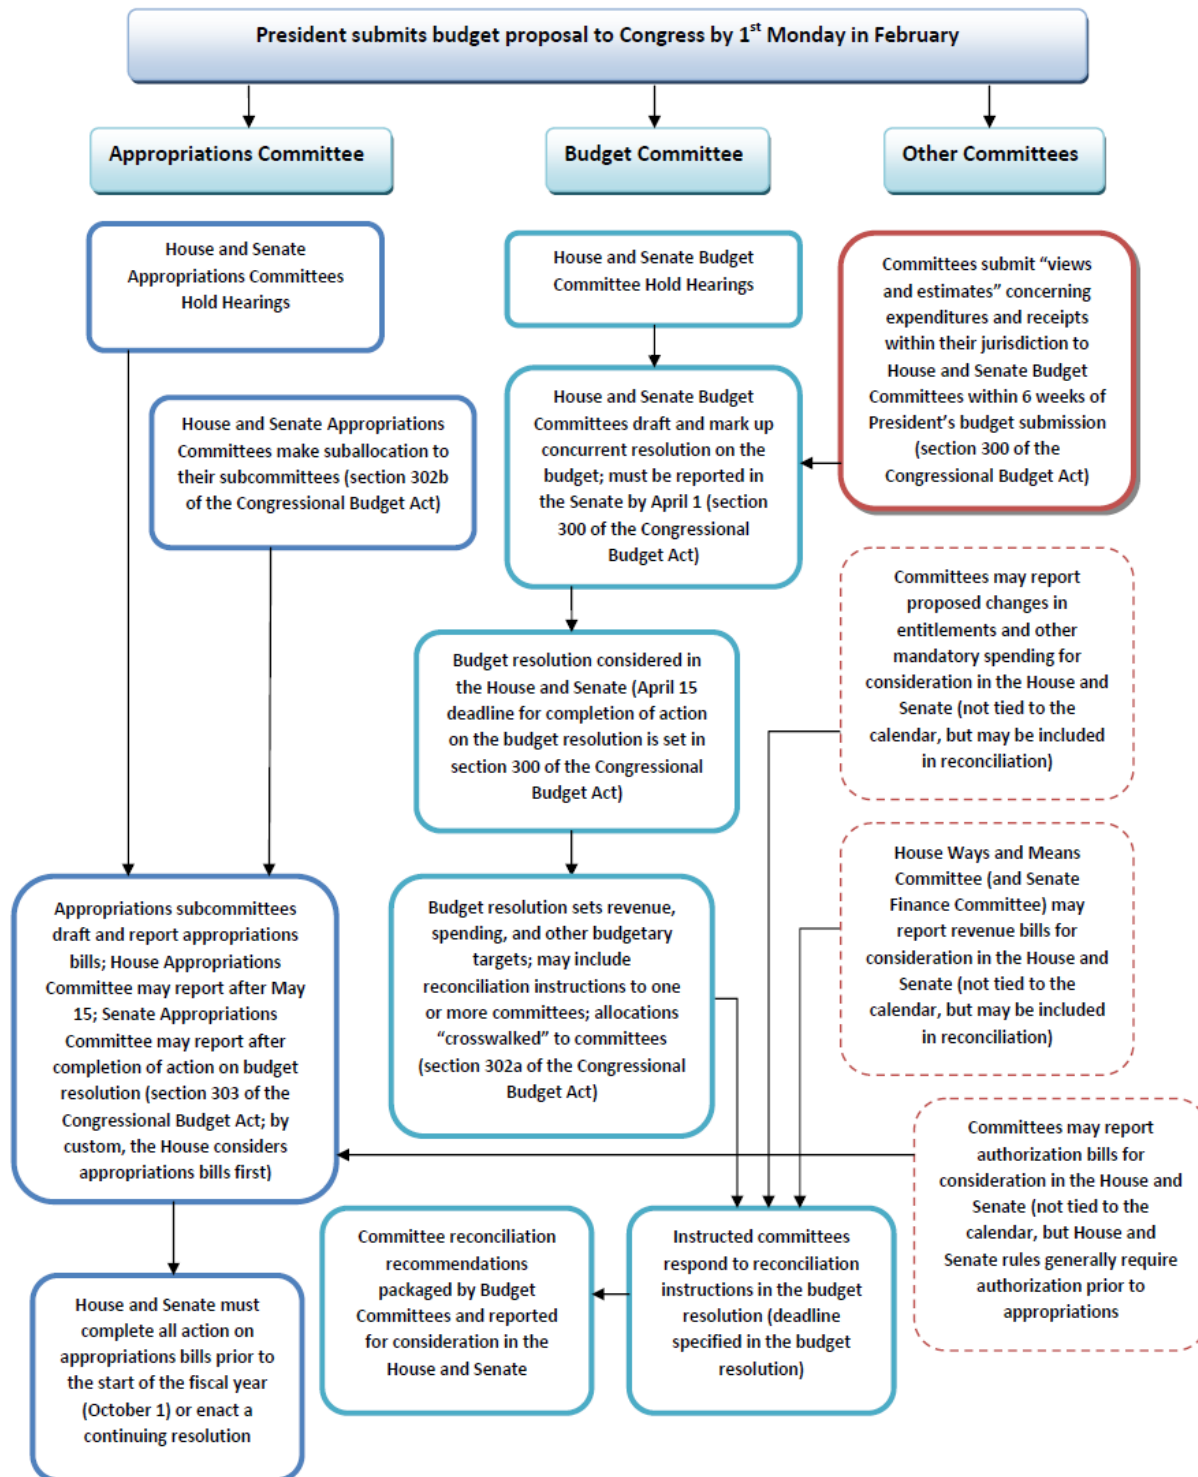 President submits budget proposal to Congress by 1st Monday in February
Appropriations Committee
Budget Committee
Other Committees
House and Senate
Appropriations Committees
Hold Hearings
House and Senate Budget
Committee Hold Hearings
Committees submit “views
and estimates” concerning
expenditures and receipts
within their jurisdiction to
House and Senate Budget
Committees within 6 weeks of
President’s budget submission
(section 300 of the
Congressional Budget Act)
House and Senate Appropriations
Committees make suballocation to
their subcommittees (section 302b
of the Congressional Budget Act)
House and Senate Budget
Committees draft and mark up
concurrent resolution on the
budget; must be reported in
the Senate by April 1 (section
300 of the Congressional
Budget Act)
Committees may report
proposed changes in
entitlements and other
mandatory spending for
consideration in the House and
Senate (not tied to the
calendar, but may be included
in reconciliation)
Budget resolution considered in
the House and Senate (April 15
deadline for completion of action
on the budget resolution is set in
section 300 of the Congressional
Budget Act)
House Ways and Means
Committee (and Senate
Finance Committee) may
report revenue bills for
consideration in the House and
Senate (not tied to the
calendar, but may be included
in reconciliation)
Appropriations subcommittees
draft and report appropriations
bills; House Appropriations
Committee may report after May
15; Senate Appropriations
Committee may report after
completion of action on budget
resolution (section 303 of the
Congressional Budget Act; by
custom, the House considers
appropriations bills first)
Budget resolution sets revenue,
spending, and other budgetary
targets; may include
reconciliation instructions to one
or more committees; allocations
“crosswalked” to committees
(section 302a of the Congressional
Budget Act)
Committees may report
authorization bills for
consideration in the House and
Senate (not tied to the
calendar, but House and
Senate rules generally require
authorization prior to
appropriations
Committee reconciliation
recommendations
packaged by Budget
Committees and reported
for consideration in the
House and Senate
Instructed committees
respond to reconciliation
instructions in the budget
resolution (deadline
specified in the budget
resolution)
House and Senate must
complete all action on
appropriations bills prior to
the start of the fiscal year
(October 1) or enact a
continuing resolution